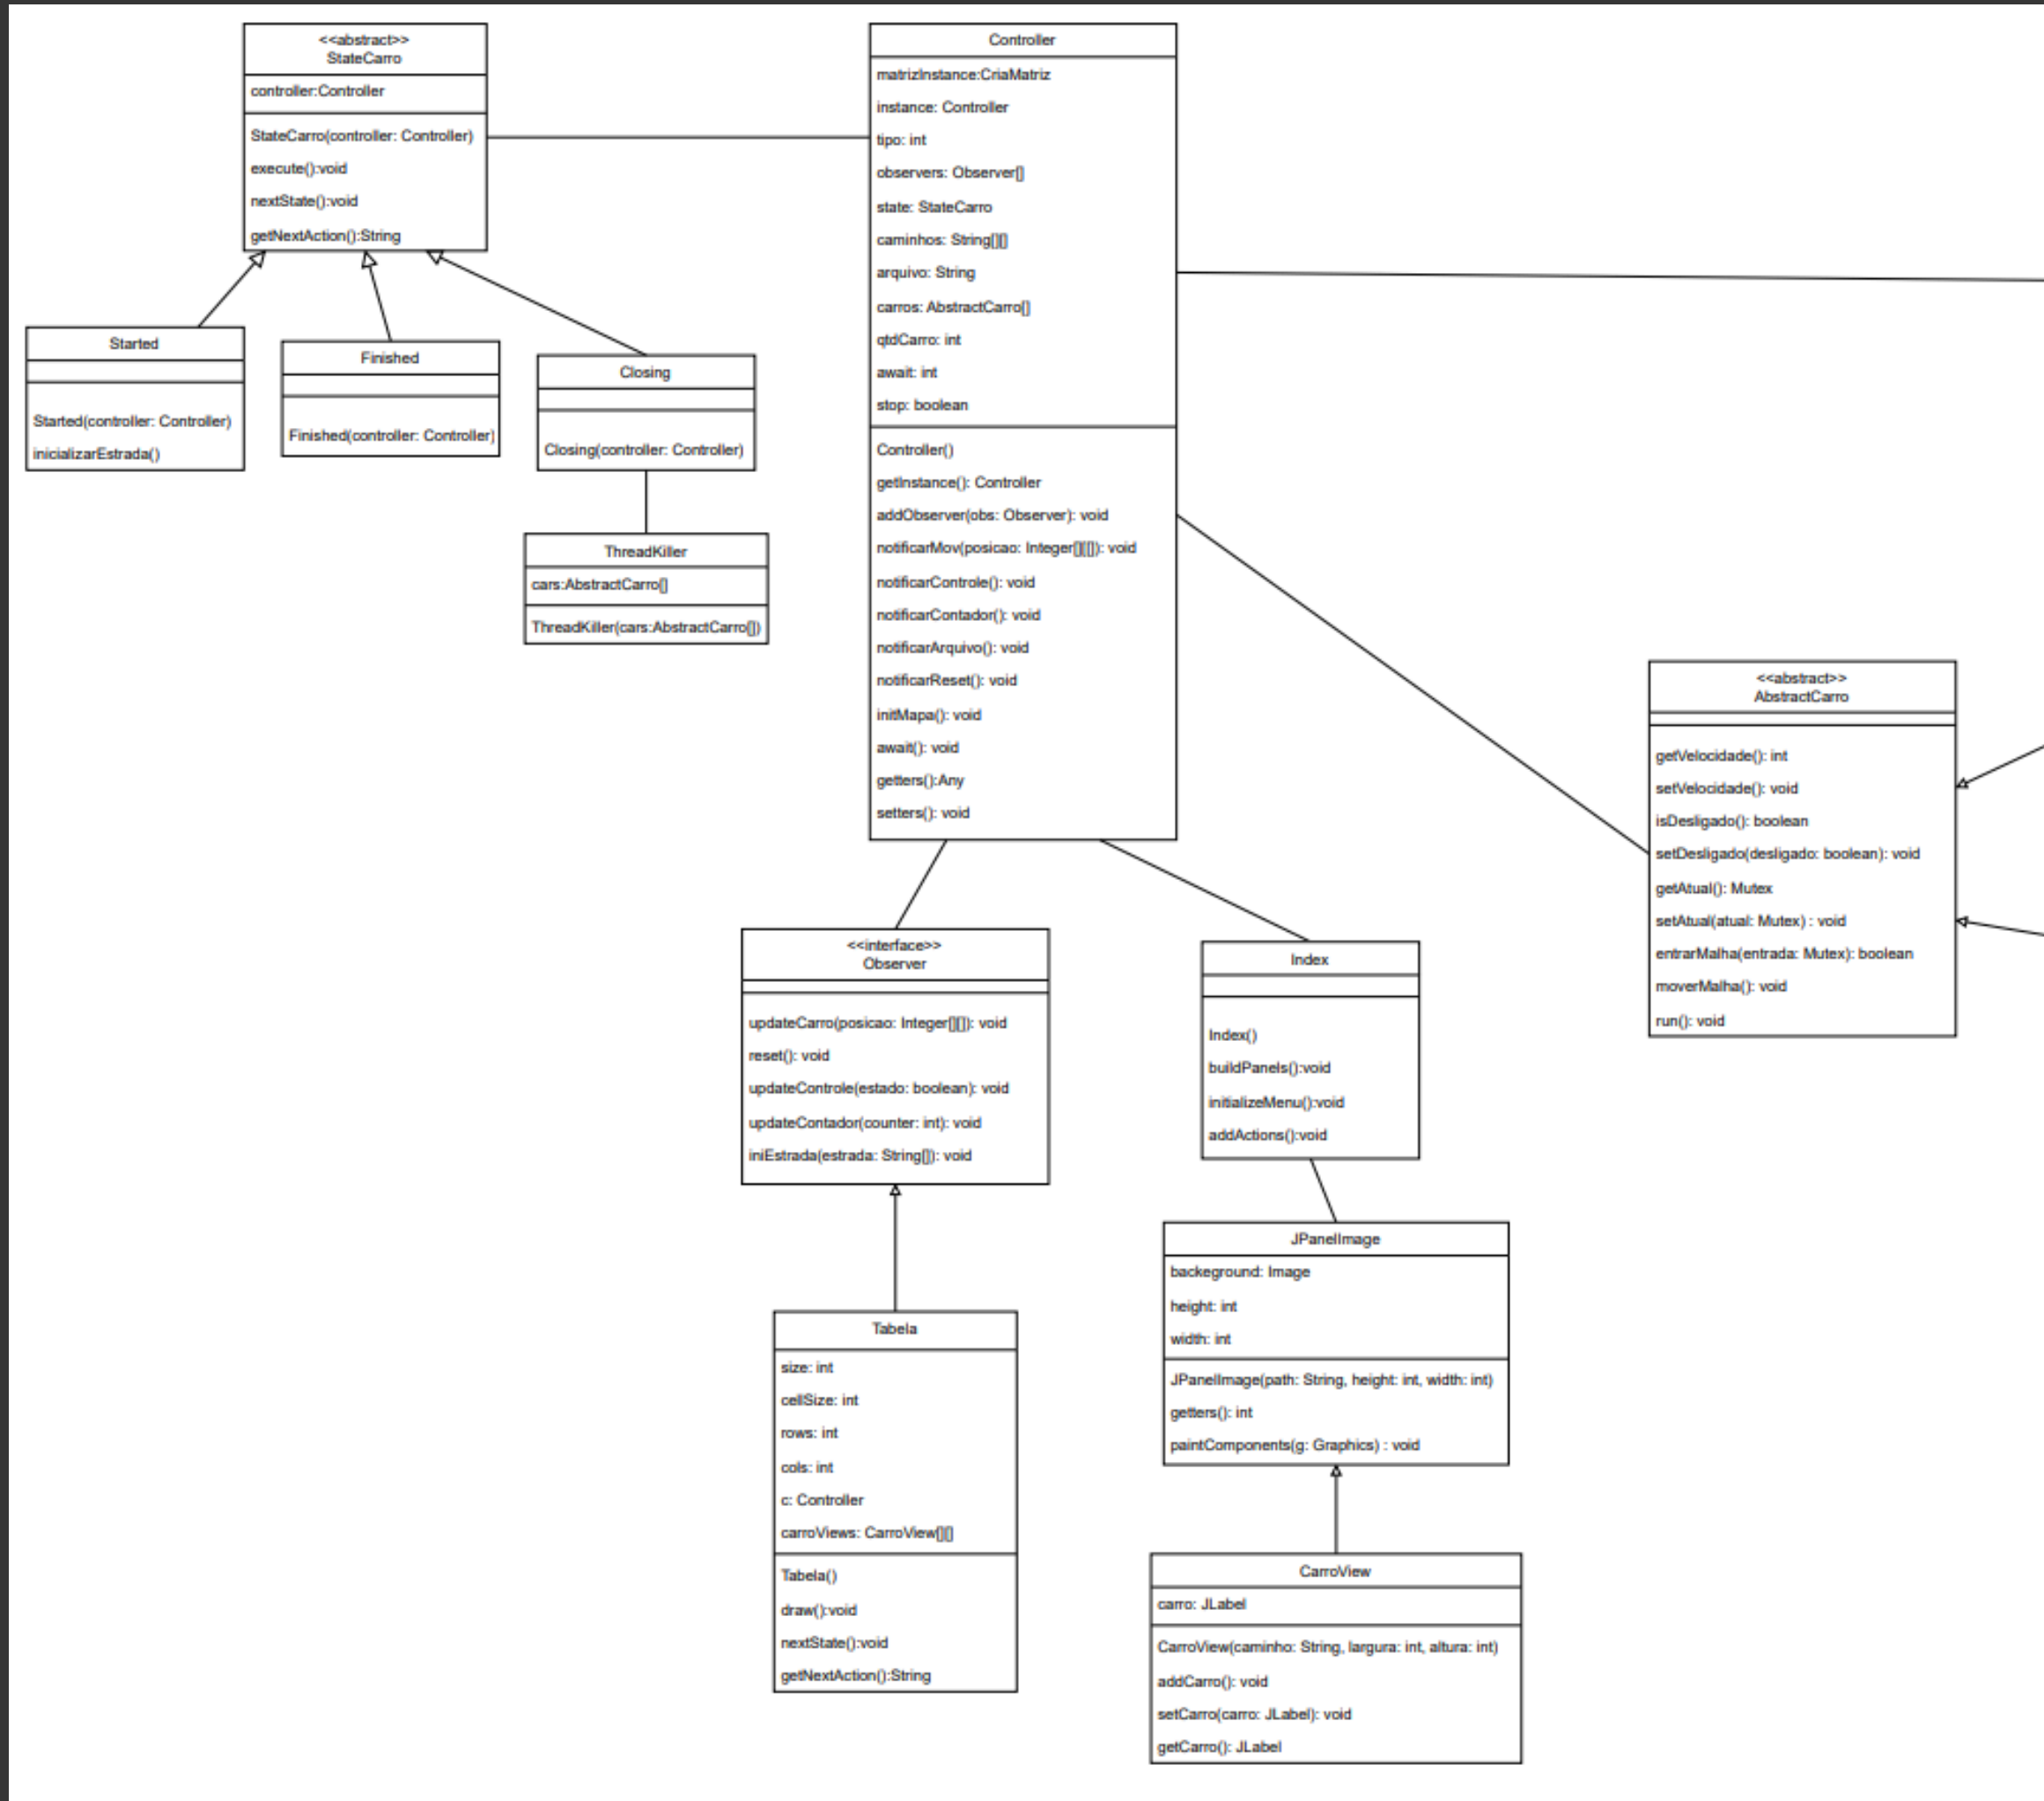 <<abstract>>
StateCarro
controller:Controller
StateCarro(controller: Controller)
execute():void
nextState():void
getNextAction():String
Started
Started(controller: Controller)
inicializarEstrada()
Finished
Finished(controller: Controller)
Closing
Closing(controller: Controller)
ThreadKiller
cars:AbstractCarro[]
ThreadKiller(cars:AbstractCarro[])
Controller
matrizInstance:CriaMatriz
instance: Controller
tipo: int
observers: Observer[]
state: StateCarro
caminhos: String[][]
arquivo: String
carros: AbstractCarro[]
qtdCarro: int
await: int
stop: boolean
Controller()
getInstance(): Controller
addObserver(obs: Observer): void
notificarMov(posicao: Integer[][[]): void
notificarControle(): void
notificarContador(): void
notificarArquivo(): void
notificarReset(): void
initMapa(): void
await(): void
getters():Any
setters(): void
<<abstract>>
AbstractCarro
getVelocidade(): int
setVelocidade(): void
isDesligado(): boolean
setDesligado(desligado: boolean): void
getAtual(): Mutex
setAtual(atual: Mutex) : void
entrarMalha(entrada: Mutex): boolean
moverMalha(): void
run(): void
<<interface>>
Observer
updateCarro(posicao: Integer[][]): void
reset(): void
updateControle(estado: boolean): void
updateContador(counter: int): void
iniEstrada(estrada: String[]): void
Index
Index()
buildPanels():void
initializeMenu():void
addActions():void
JPanelImage
backeground: Image
height: int
width: int
JPanelImage(path: String, height: int, width: int)
getters(): int
paintComponents(g: Graphics) : void
Tabela
size: int
cellSize: int
rows: int
cols: int
c: Controller
carroViews: CarroView[][]
Tabela()
draw():void
nextState():void
getNextAction():String
CarroView
carro: JLabel
CarroView(caminho: String, largura: int, altura: int)
addCarro(): void
setCarro(carro: JLabel): void
getCarro(): JLabel